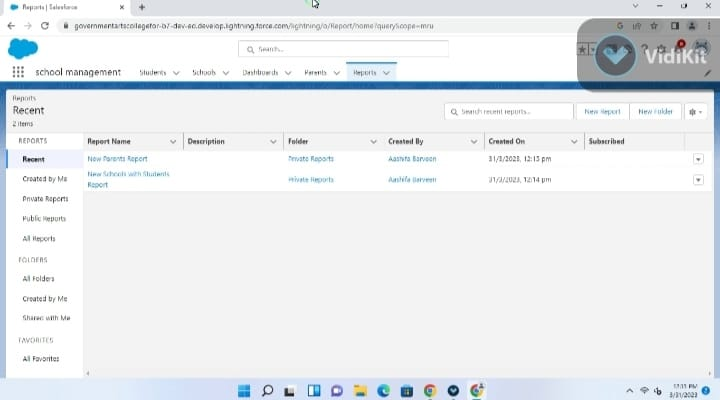 Reports | Salesforce
governmentartscollegefor-b7-dev-ed.develop.lightning.force.com/lightning/o/Report/home?queryScope=mru
VidiKit
Search...
school management
Students
Schools
Dashboards
Parents
Reports
Reports
Recent
2 items
Search recent reports...
New Report
New Folder
REPORTS
Report Name
Description
Folder
Created By
Created On
Subscribed
Recent
New Parents Report
Private Reports
Aashifa Barveen
31/3/2023, 12:15 pm
Created by Me
New Schools with Students
Report
Private Reports
Aashifa Barveen
31/3/2023, 12:14 pm
Private Reports
Public Reports
All Reports
FOLDERS
All Folders
Created by Me
Shared with Me
FAVORITES
All Favorites
3/31/2023